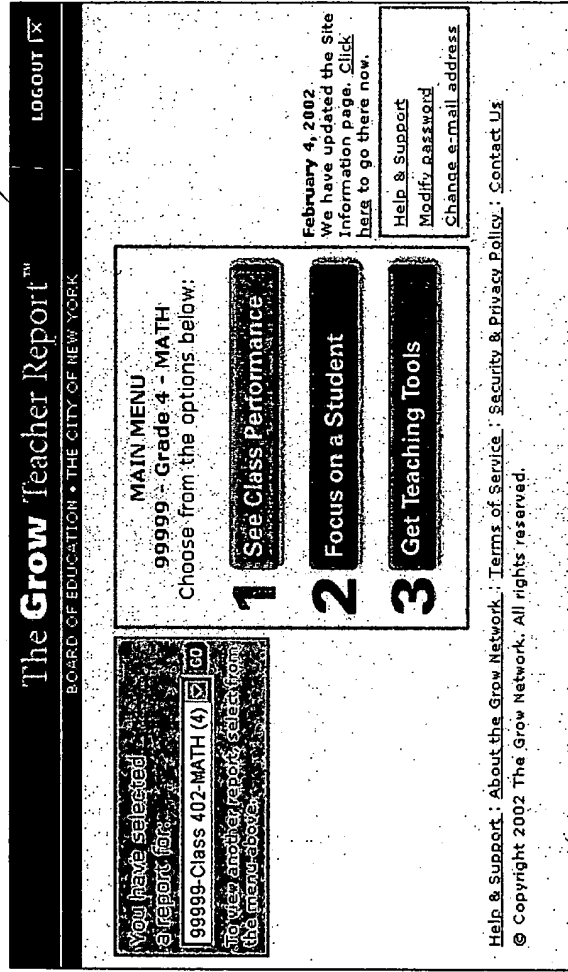 The Grow Teacher Report™
LOGOUT
BOARD OF EDUCATION • THE CITY OF NEW YORK
You have selected
a report for:
99999-Class 402-MATH (4) GO
To view another report, select from
the menu above.
MAIN MENU
99999 - Grade 4 - MATH
Choose from the options below:
1 See Class Performance
2 Focus on a Student
3 Get Teaching Tools
February 4, 2002
We have updated the Site
Information page. Click
here to go there now.
Help & Support
Modify password
Change e-mail address
Help & Support ¦ About the Grow Network ¦ Terms of Service ¦ Security & Privacy Policy ¦ Contact Us
© Copyright 2002 The Grow Network. All rights reserved.